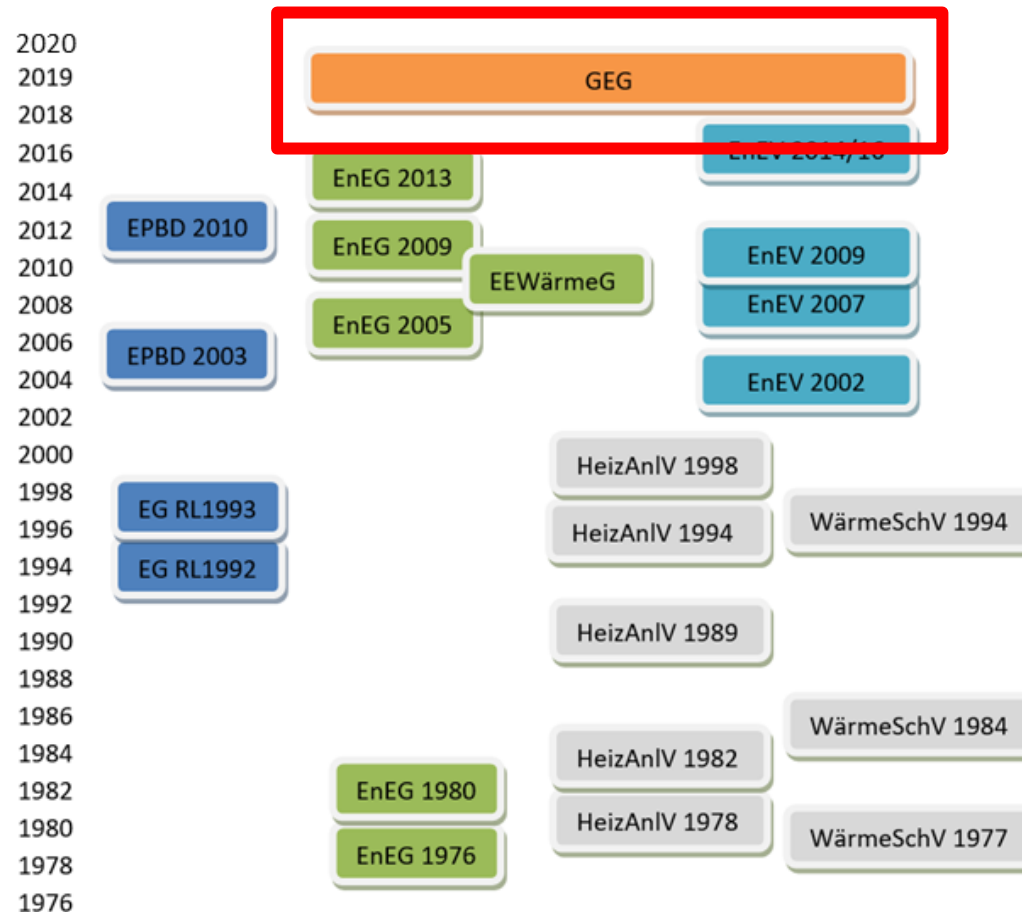 2020
2019
GEG
2018
2016
EnEV 2014/16
EnEG 2013
2014
2012
EPBD 2010
EnEG 2009
EnEV 2009
2010
EEWärmeG
2008
EnEV 2007
EnEG 2005
2006
EPBD 2003
2004
EnEV 2002
2002
2000
HeizAnlV 1998
1998
EG RL1993
WärmeSchV 1994
1996
HeizAnlV 1994
1994
EG RL1992
1992
HeizAnlV 1989
1990
1988
1986
WärmeSchV 1984
1984
HeizAnlV 1982
1982
EnEG 1980
HeizAnlV 1978
1980
WärmeSchV 1977
EnEG 1976
1978
1976